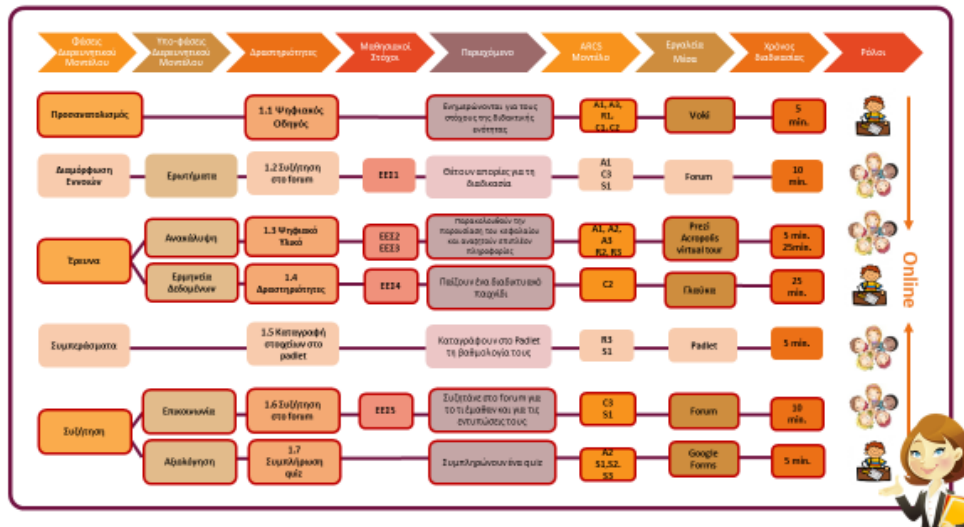 Φάσεις Διερευνητικού Μοντέλου
Υπο-φάσεις Διερευνητικού Μοντέλου
Δραστηριότητες
Μαθησιακοί Στόχοι
Περιεχόμενο
ARCS Μοντέλο
Εργαλεία Μέσα
Χρόνος διαδικασίας
Ρόλοι
Προσανατολισμός
1.1 Ψηφιακός Οδηγός
Ενημερώνονται για τους στόχους της διδακτικής ενότητας
A1, A3, R1, C1, C2
Voki
5 min.
Διαμόρφωση Εννοιών
Ερωτήματα
1.2 Συζήτηση στο forum
ΕΕΣ1
Θέτουν απορίες για τη διαδικασία
A1 C3 S1
Forum
10 min.
Έρευνα
Ανακάλυψη
1.3 Ψηφιακό Υλικό
ΕΕΣ2 ΕΕΣ3
Παρακολουθούν την παρουσίαση του κεφαλαίου και αναζητούν επιπλέον πληροφορίες
A1, A2, A3 R2, R3
Prezi Acropolis virtual tour
5 min. 25min.
Ερμηνεία Δεδομένων
1.4 Δραστηριότητες
ΕΕΣ4
Παίζουν ένα διαδικτυακό παιχνίδι
C2
Γλαύκα
25 min.
Online
Συμπεράσματα
1.5 Καταγραφή στοιχείων στο padlet
Καταγράφουν στο Padlet τη βαθμολογία τους
R3 S1
Padlet
5 min.
Συζήτηση
Επικοινωνία
1.6 Συζήτηση στο forum
ΕΕΣ5
Συζητάνε στο forum για το τι έμαθαν και για τις εντυπώσεις τους
C3 S1
Forum
10 min.
Αξιολόγηση
1.7 Συμπλήρωση quiz
Συμπληρώνουν ένα quiz
A2 S1,S2. S3
Google Forms
5 min.